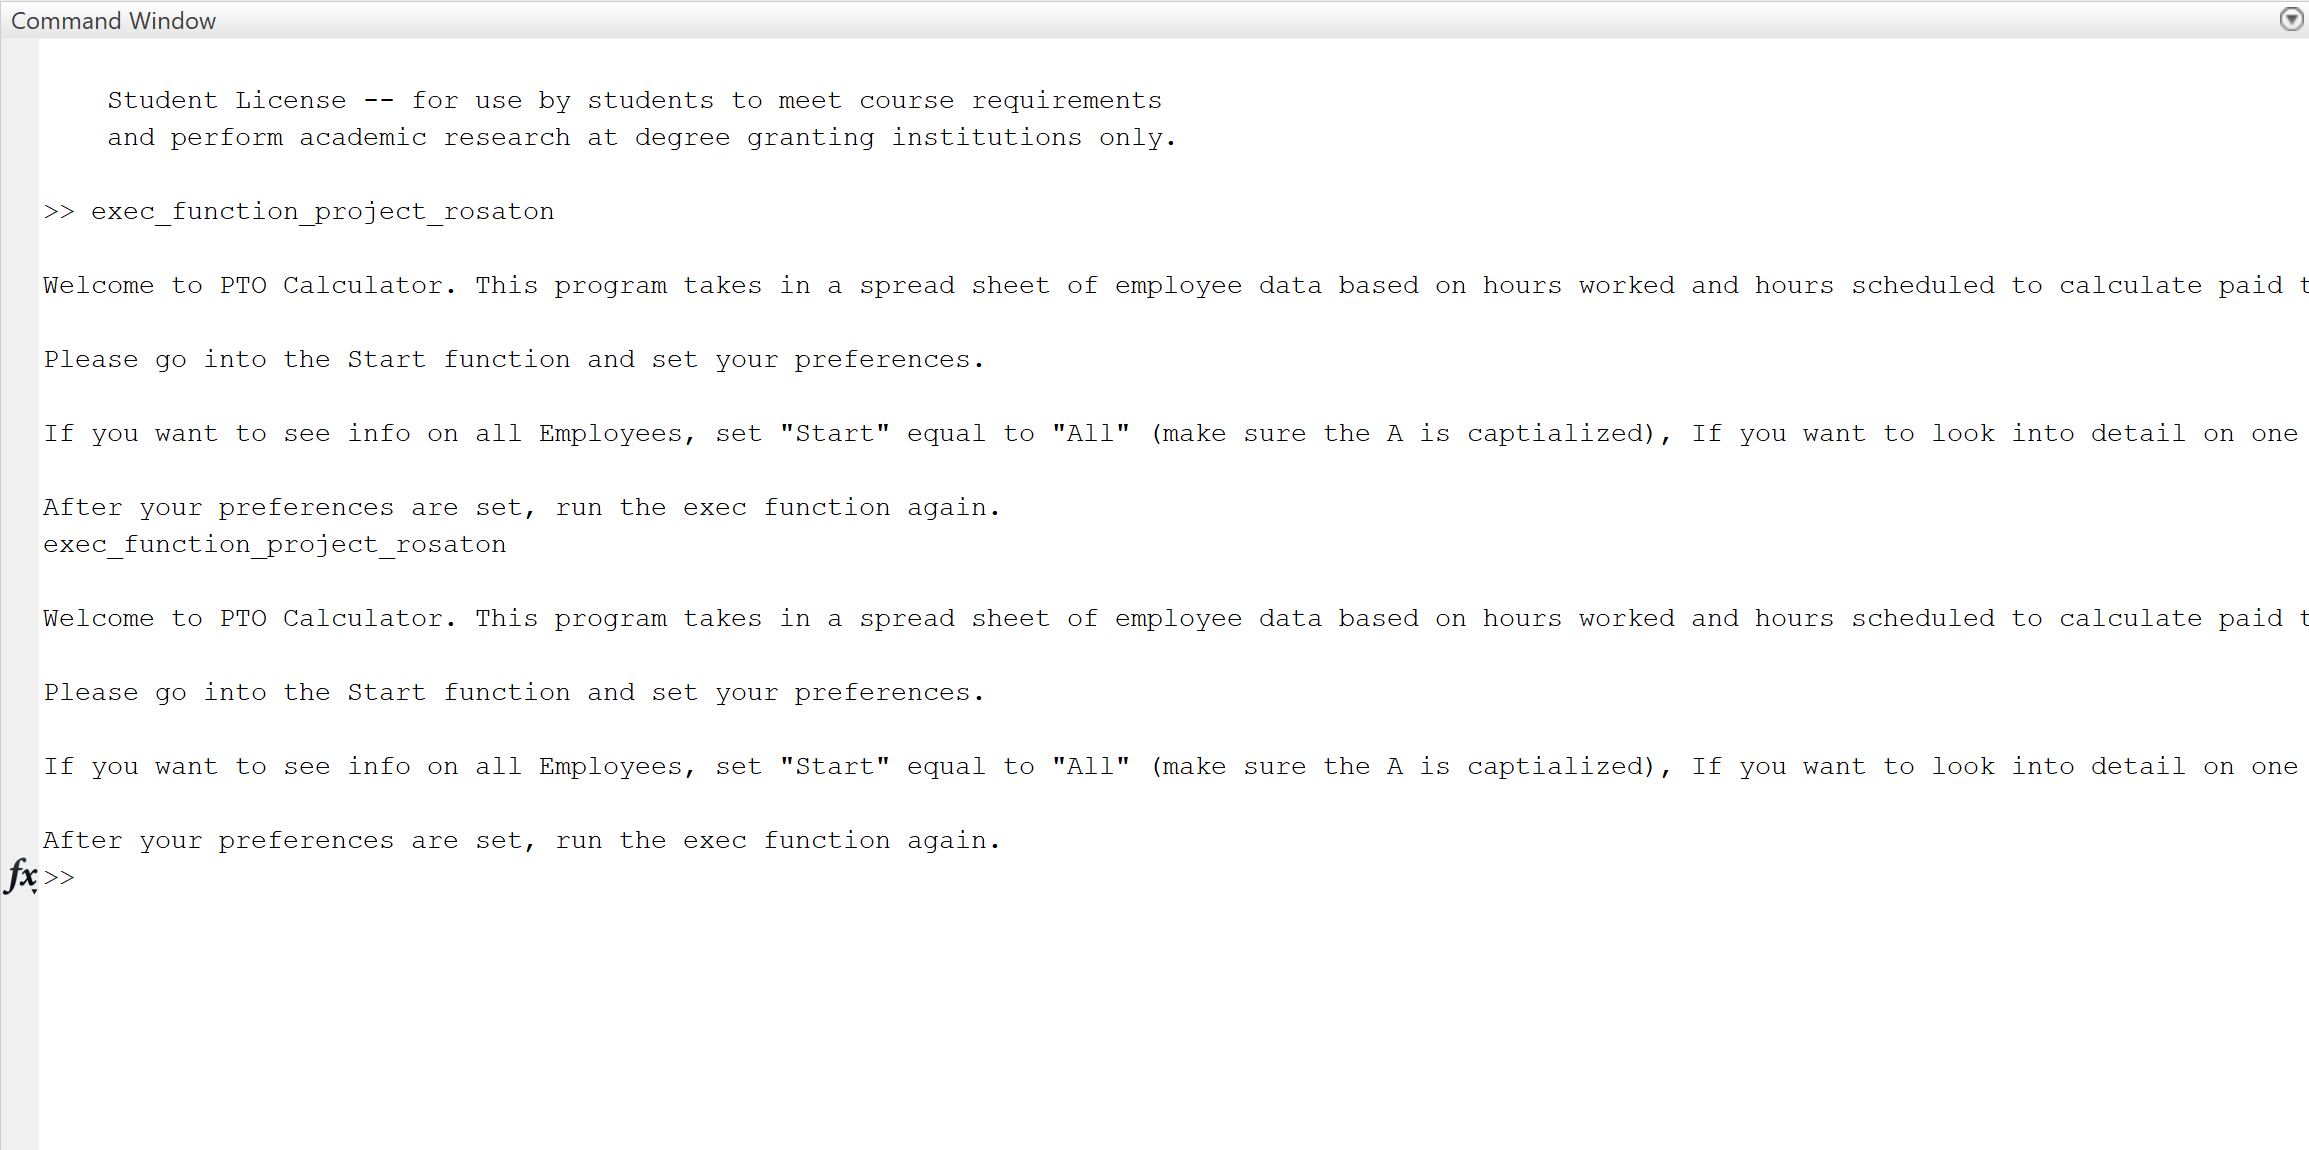 Command Window
Student License -- for use by students to meet course requirements
and perform academic research at degree granting institutions only.
>> exec_function_project_rosaton
Welcome to PTO Calculator. This program takes in a spread sheet of employee data based on hours worked and hours scheduled to calculate paid t
Please go into the Start function and set your preferences.
If you want to see info on all Employees, set "Start" equal to "All" (make sure the A is captialized), If you want to look into detail on one
After your preferences are set, run the exec function again.
exec_function_project_rosaton
Welcome to PTO Calculator. This program takes in a spread sheet of employee data based on hours worked and hours scheduled to calculate paid t
Please go into the Start function and set your preferences.
If you want to see info on all Employees, set "Start" equal to "All" (make sure the A is captialized), If you want to look into detail on one
After your preferences are set, run the exec function again.
fx >>